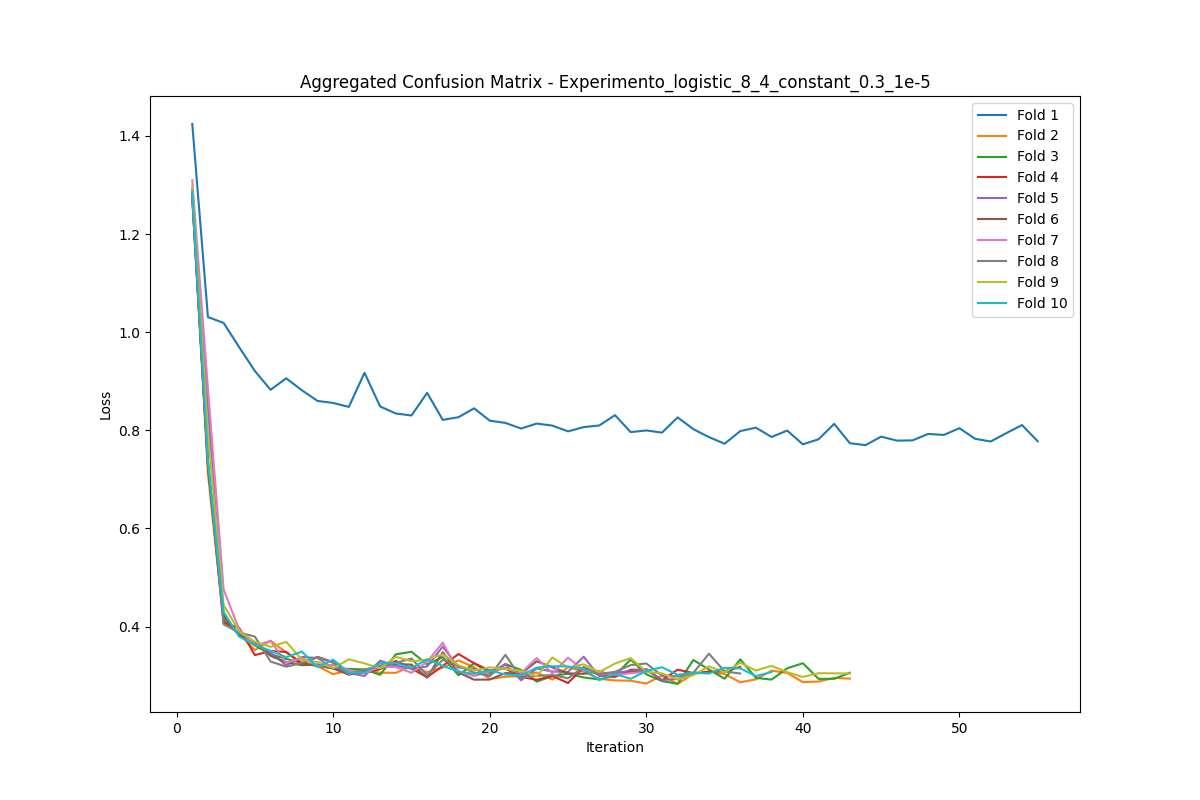 Aggregated Confusion Matrix - Experimento_logistic_8_4_constant_0.3_1e-5
Fold 1
Fold 2
Fold 3
Fold 4
Fold 5
Fold 6
Fold 7
Fold 8
Fold 9
Fold 10
1.4
1.2
1.0
0.8
0.6
0.4
Loss
0
10
20
30
40
50
Iteration